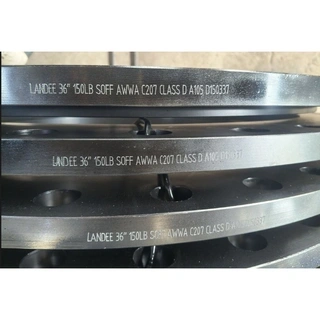 LANDEE 36" 150LB SOFF AWWA C207 CLASS D A105 D150337
LANDEE 36" 150LB SOFF AWWA C207 CLASS D A105
LANDEE 36" 150LB SOFF AWWA C207 CLASS D